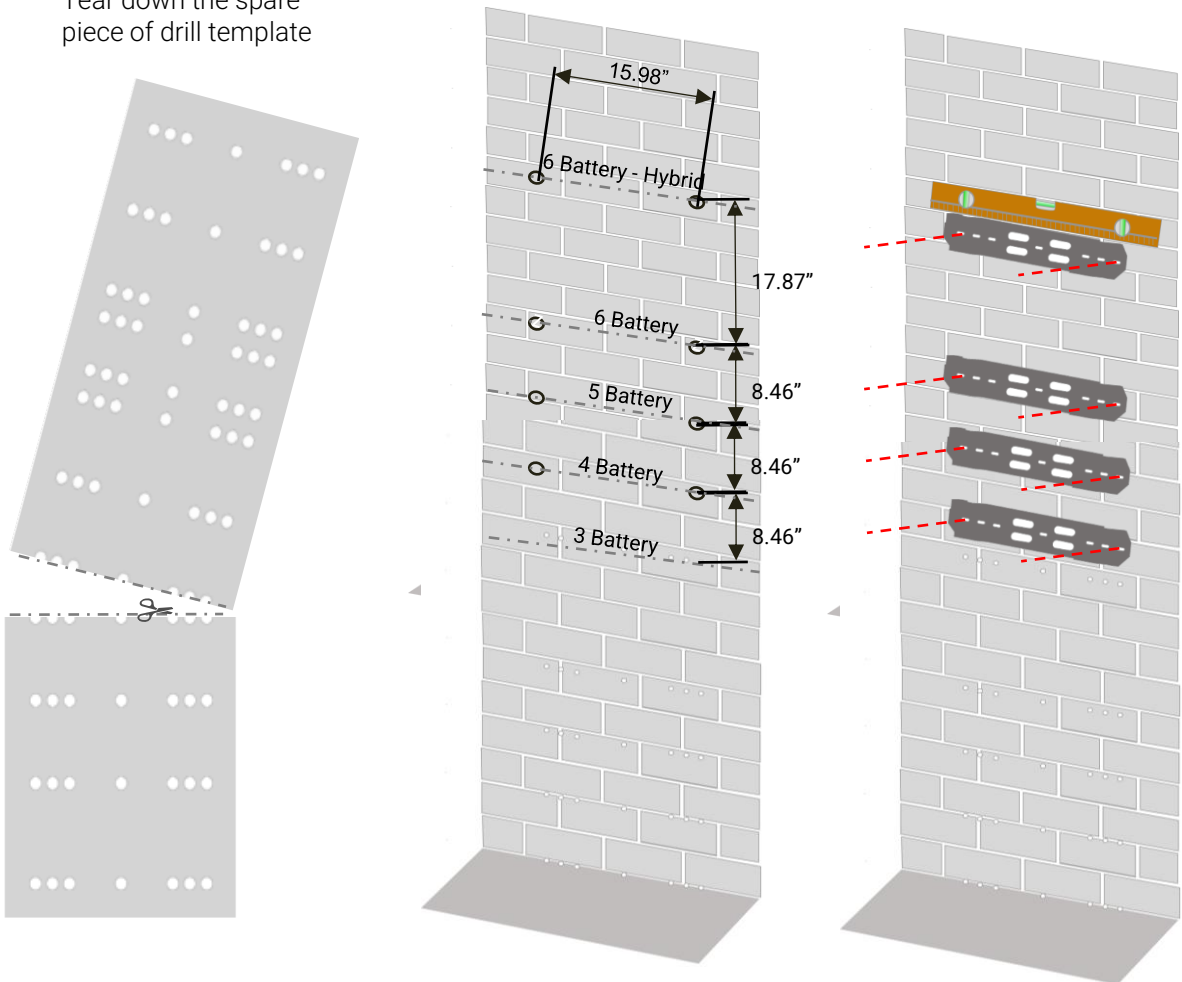 Tear down the spare
piece of drill template
15.98”
6 Battery - Hybrid
17.87”
6 Battery
8.46”
5 Battery
8.46”
4 Battery
8.46”
3 Battery